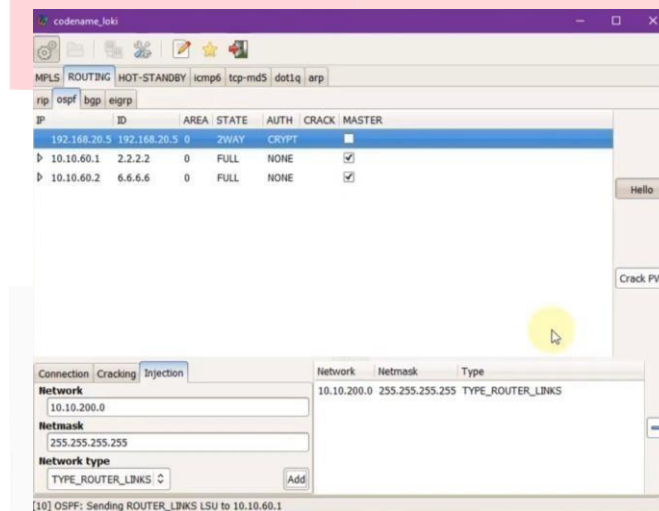 codename_loki
MPLS ROUTING HOT-STANDBY icmp6 tcp-md5 dot1q arp
rip ospf bgp eigrp
IP ID AREA STATE AUTH CRACK MASTER
192.168.20.5 192.168.20.5 0 2WAY CRYPT
10.10.60.1 2.2.2.2 0 FULL NONE
10.10.60.2 6.6.6.6 0 FULL NONE
Hello
Crack PW
Connection Cracking Injection
Network
10.10.200.0
Netmask
255.255.255.255
Network type
TYPE_ROUTER_LINKS
Add
Network Netmask Type
10.10.200.0 255.255.255.255 TYPE_ROUTER_LINKS
[10] OSPF: Sending ROUTER_LINKS LSU to 10.10.60.1